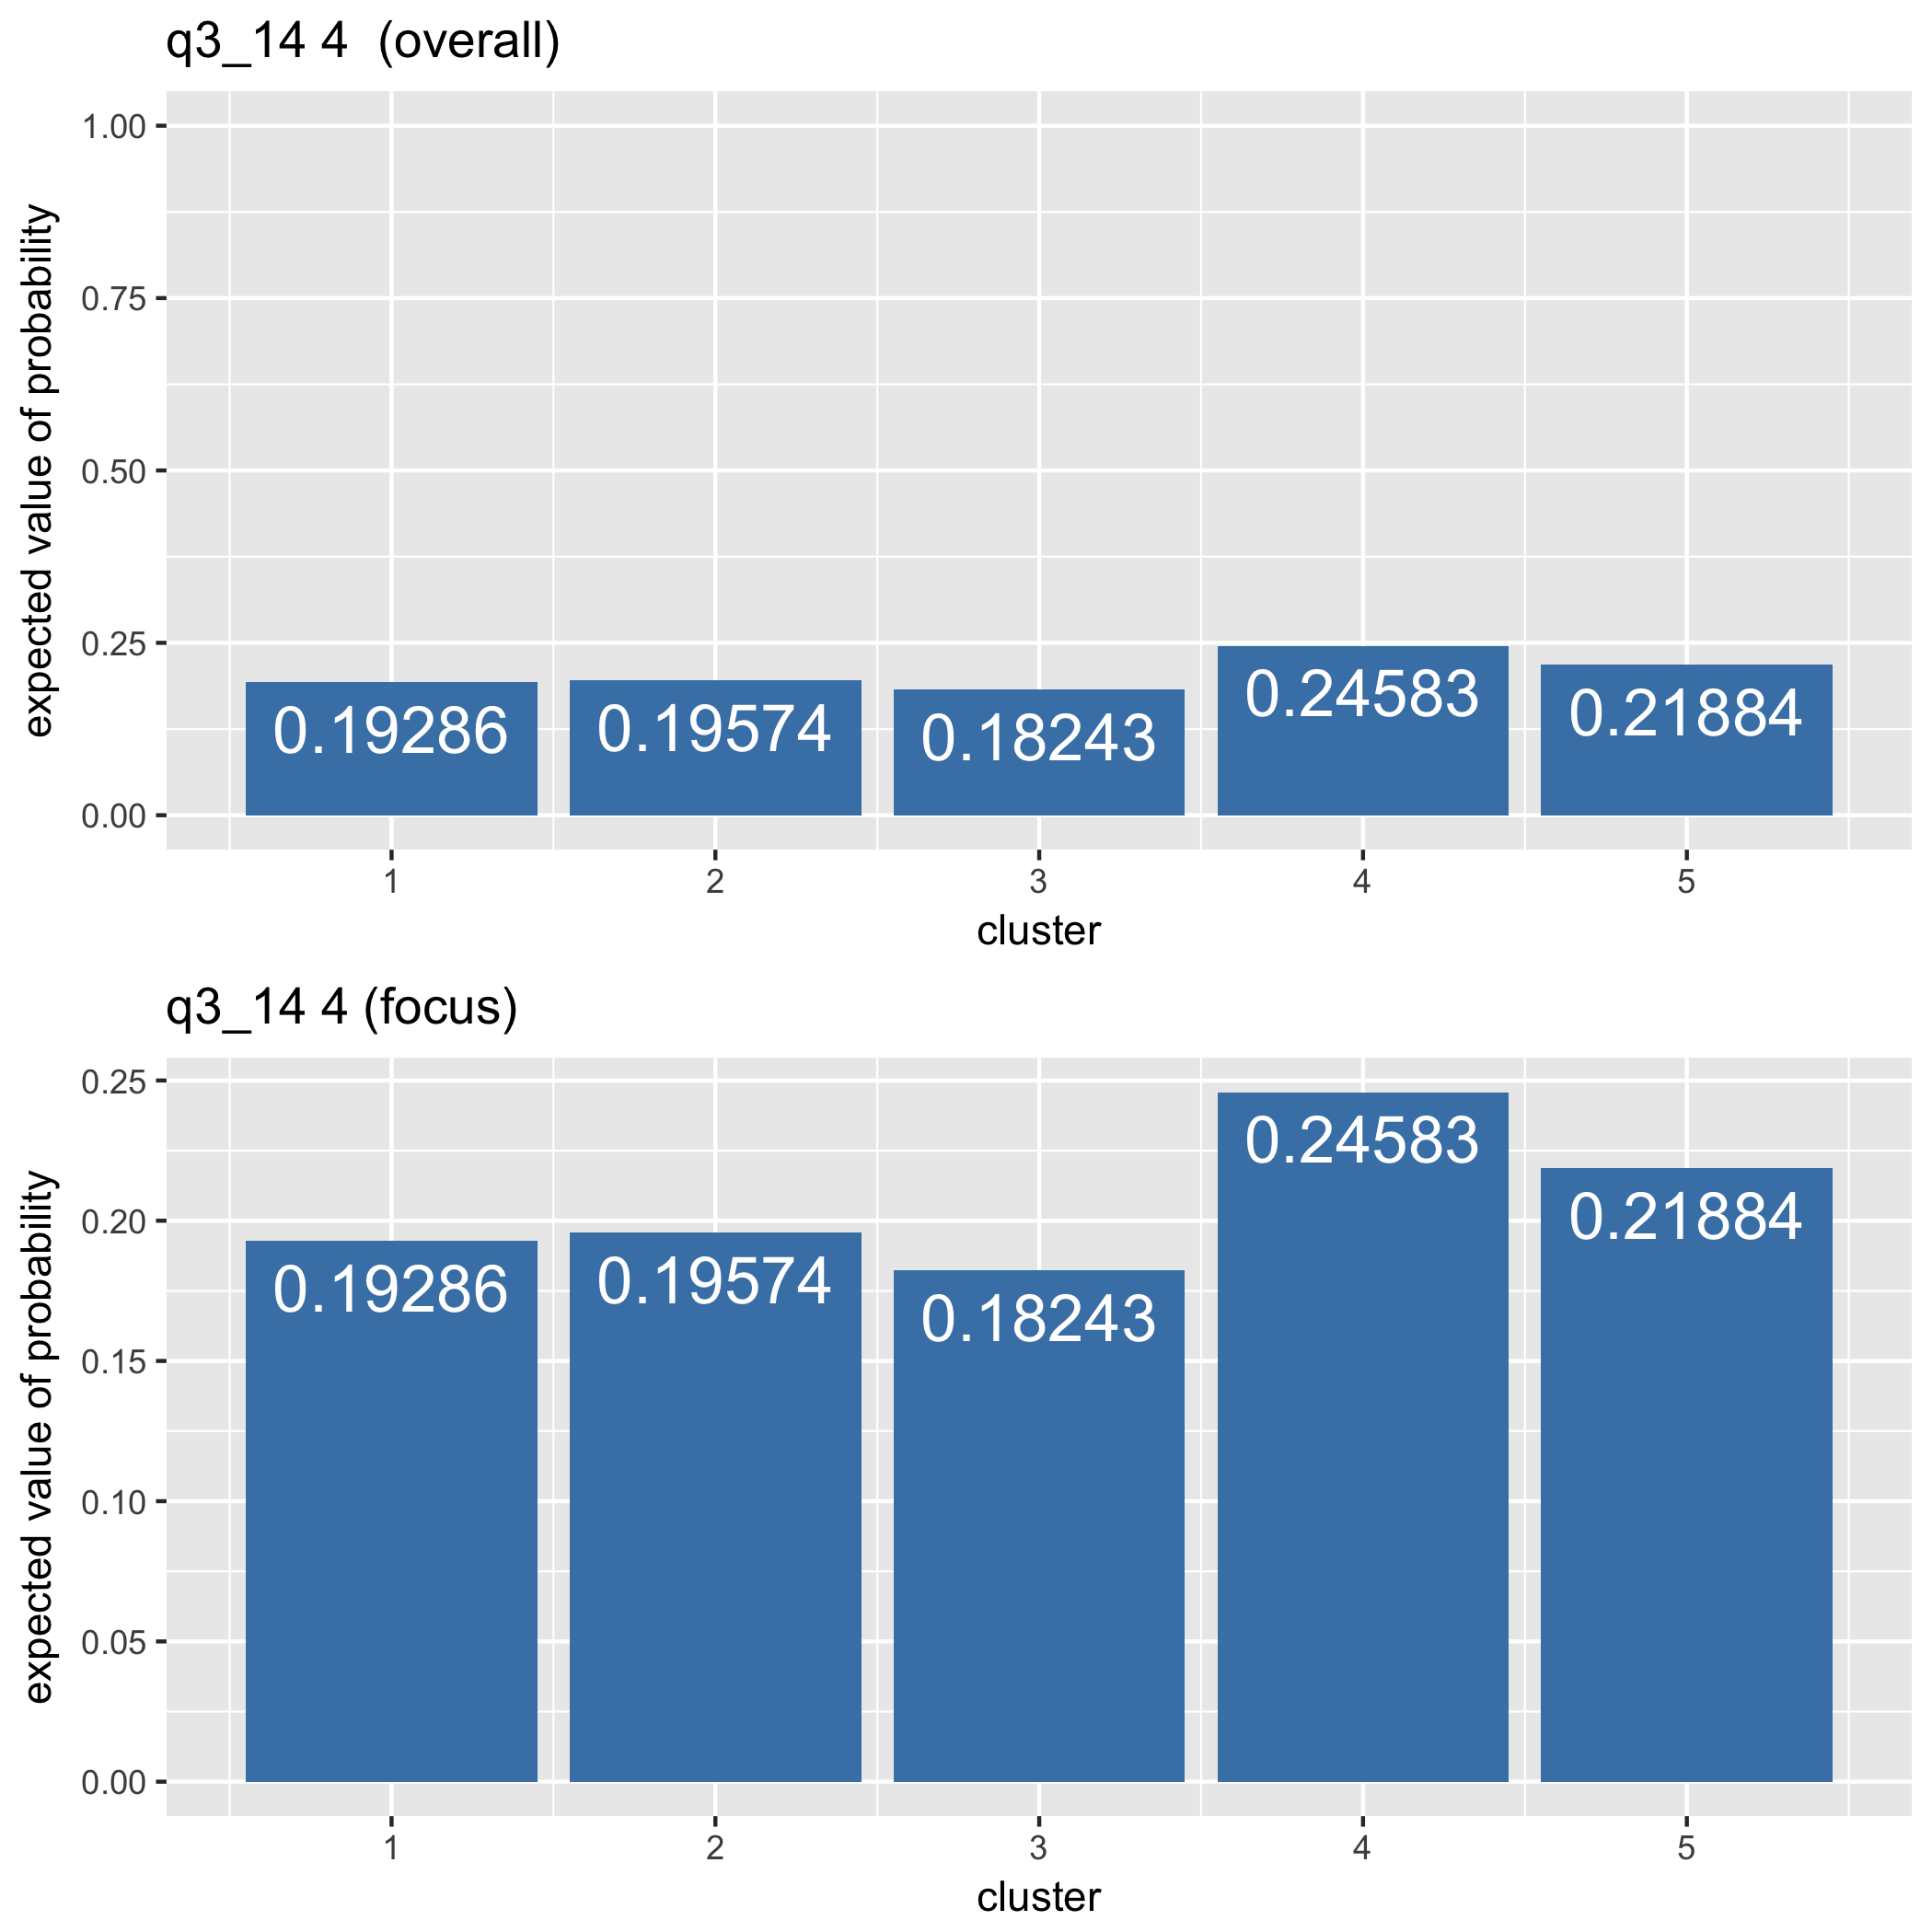 q3_14 4  (overall)
expected value of probability
1.00
0.75
0.50
0.25
0.00
0.19286
0.19574
0.18243
0.24583
0.21884
1 2 3 4 5
cluster
q3_14 4 (focus)
expected value of probability
0.25
0.20
0.15
0.10
0.05
0.00
0.19286
0.19574
0.18243
0.24583
0.21884
1 2 3 4 5
cluster